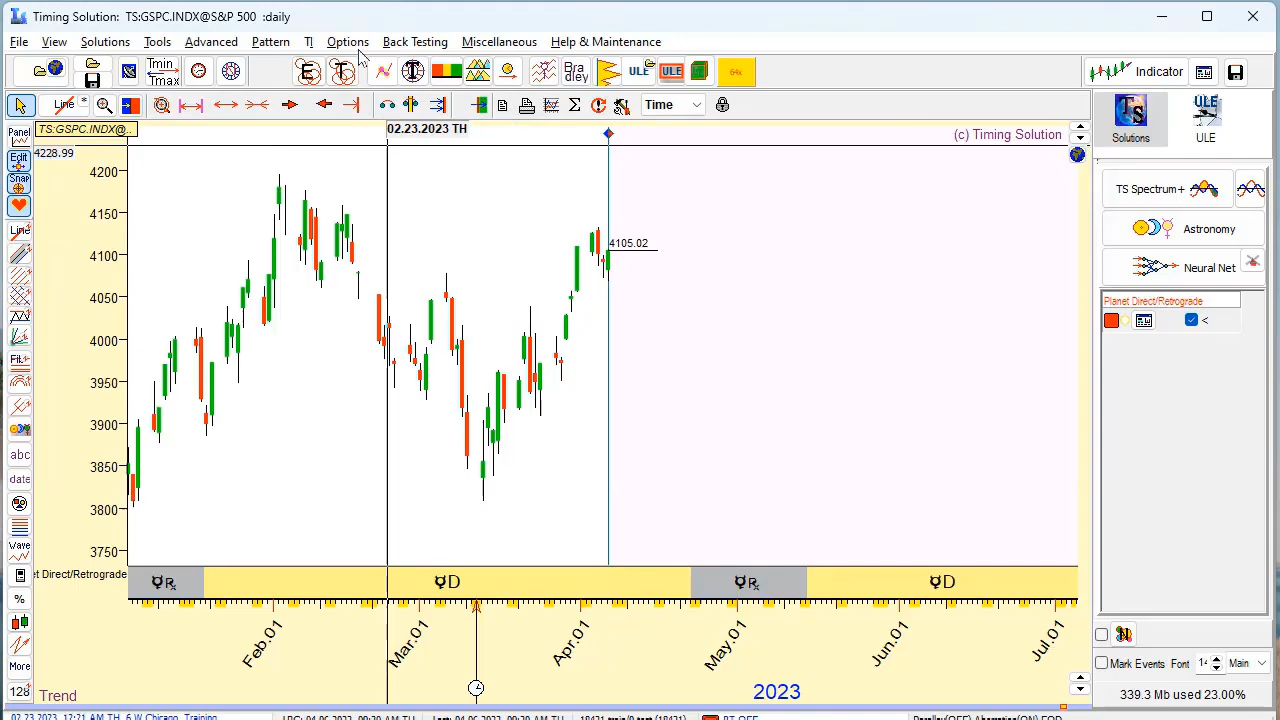 Timing Solution: TS:GSPC.INDX@S&P 500 :daily
File View Solutions Tools Advanced Pattern TI Options Back Testing Miscellaneous Help & Maintenance
Tmin
Tmax
E T T Bra
dley ULE ULE 64x Indicator
Line * Time
Panel TS:GSPC.INDX@.. 02.23.2023 TH (c) Timing Solution
4228.99
Edit
Snap
Line
Fit
abc
date
Wave
%
More
128
4200
4150
4100
4050
4000
3950
3900
3850
3800
3750
4105.02
et Direct/Retrograde ☿℞ ☿D ☿℞ ☿D
Feb.01 Mar.01 Apr.01 May.01 Jun.01 Jul.01
Trend 2023
Solutions ULE
TS Spectrum+
Astronomy
Neural Net
Planet Direct/Retrograde
<
Mark Events Font Main
339.3 Mb used 23.00%